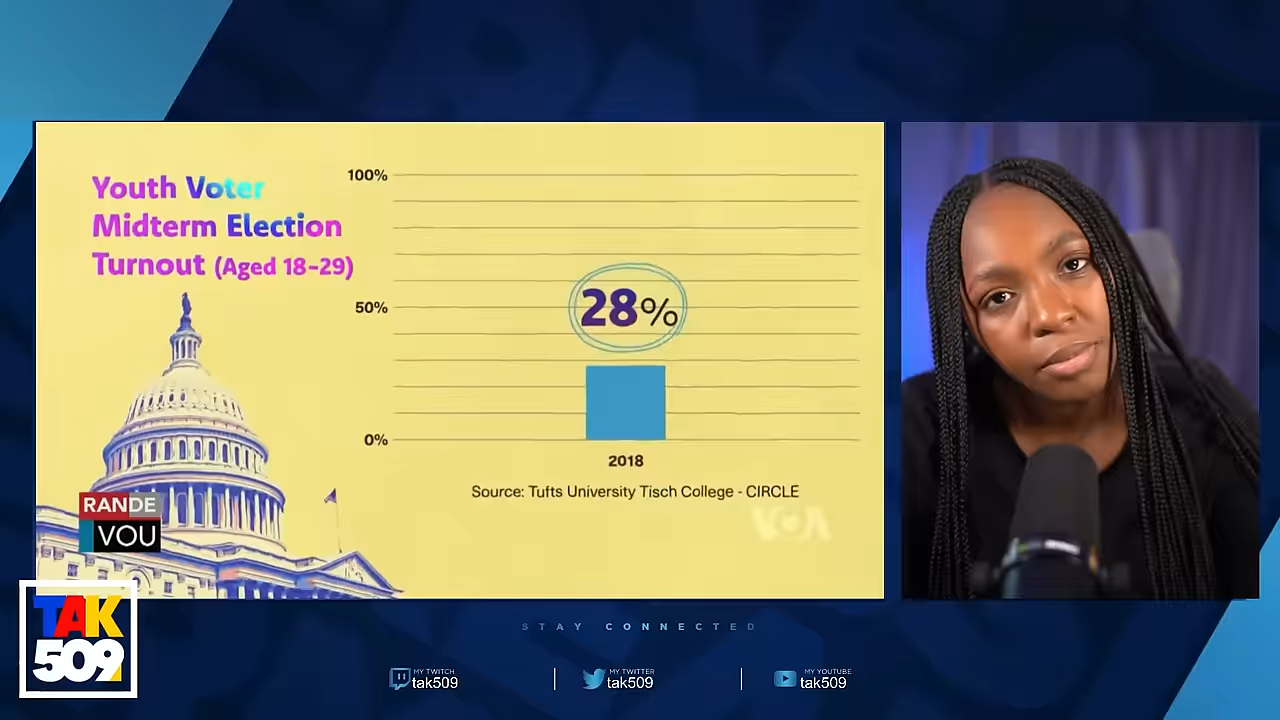 Youth Voter
Midterm Election
Turnout (Aged 18-29)
100%
50%
28%
0%
2018
Source: Tufts University Tisch College - CIRCLE
VOA
RANDE
VOU
TAK
509
STAY CONNECTED
MY TWITCH
tak509
MY TWITTER
tak509
MY YOUTUBE
tak509